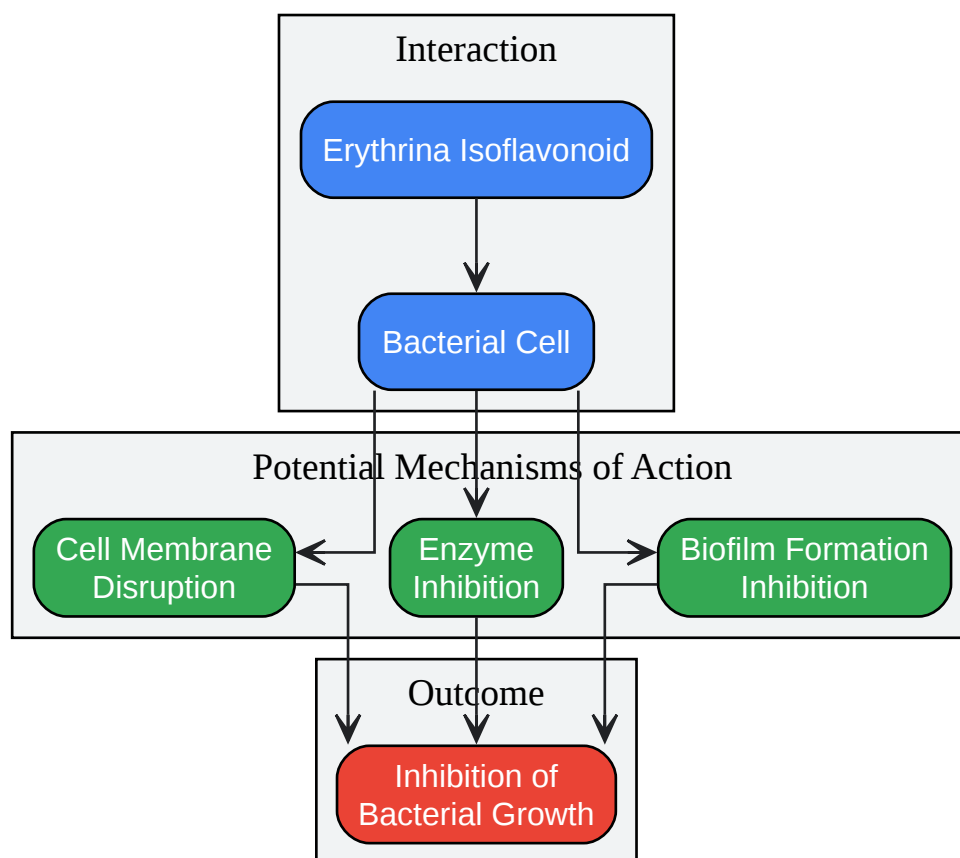 Interaction
Erythrina Isoflavonoid
Bacterial Cell
Potential Mechanisms of Action
Cell Membrane
Disruption
Enzyme
Inhibition
Biofilm Formation
Inhibition
Outcome
Inhibition of
Bacterial Growth